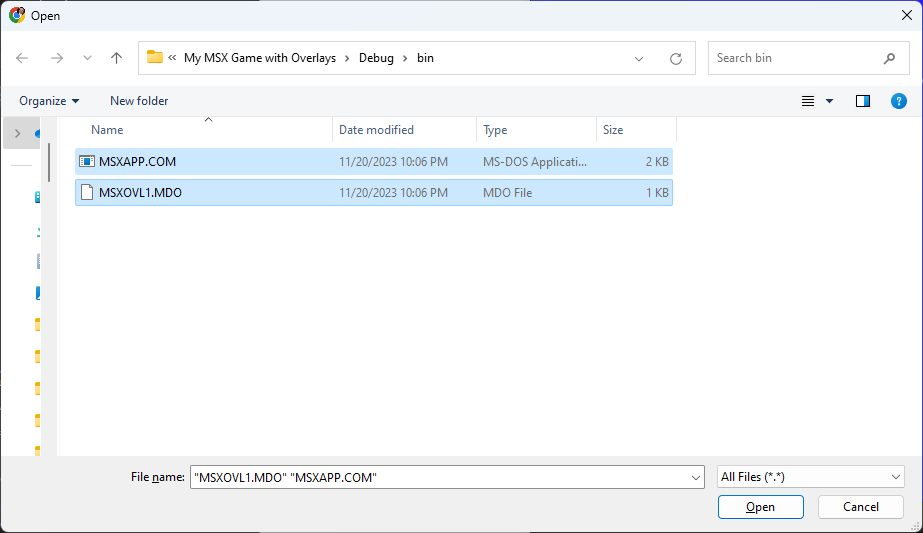 Open
« My MSX Game with Overlays > Debug > bin
Search bin
Organize New folder
?
Name Date modified Type Size
MSXAPP.COM 11/20/2023 10:06 PM MS-DOS Applicati... 2 KB
MSXOVL1.MDO 11/20/2023 10:06 PM MDO File 1 KB
File name: "MSXOVL1.MDO" "MSXAPP.COM" All Files (*.*)
Open Cancel